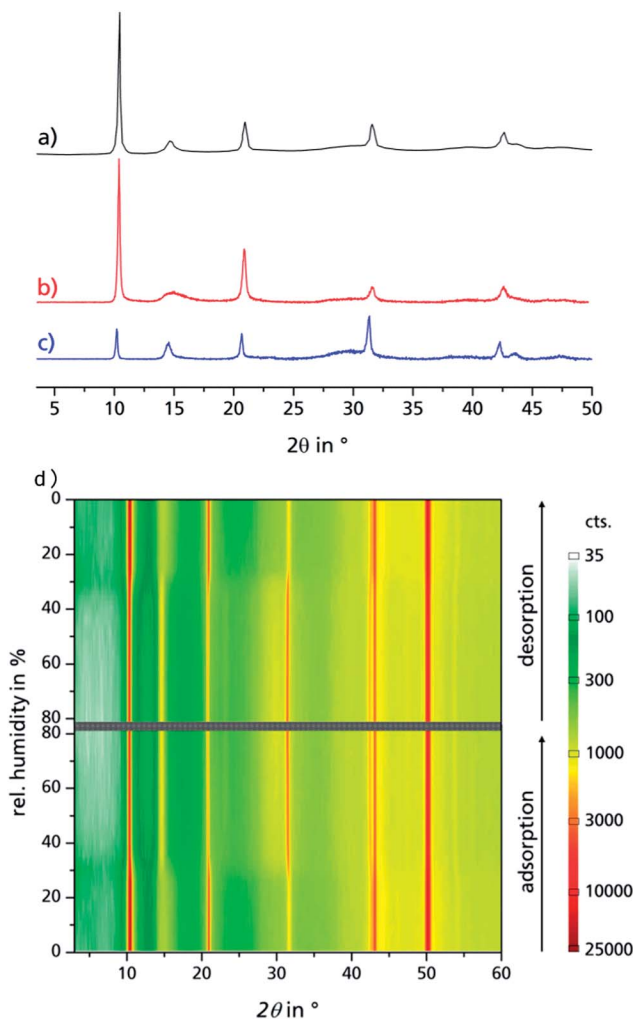 a)
b)
c)
5 10 15 20 25 30 35 40 45 50
2θ in °
d)
0
20
40
60
80
80
60
40
20
0
rel. humidity in %
10 20 30 40 50 60
2θ in °
desorption
adsorption
cts.
35
100
300
1000
3000
10000
25000